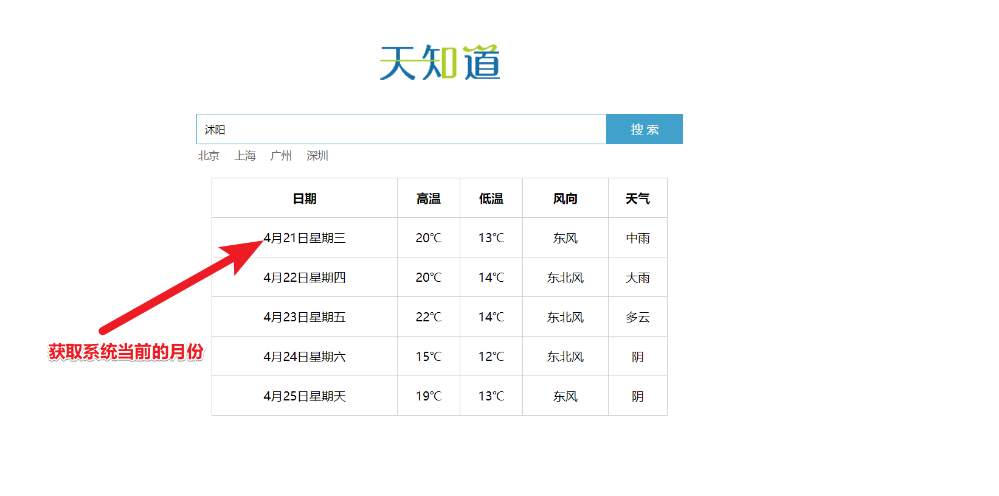 天知道
沭阳
搜 索
北京 上海 广州 深圳
日期 高温 低温 风向 天气
4月21日星期三 20℃ 13℃ 东风 中雨
4月22日星期四 20℃ 14℃ 东北风 大雨
4月23日星期五 22℃ 14℃ 东北风 多云
4月24日星期六 15℃ 12℃ 东北风 阴
4月25日星期天 19℃ 13℃ 东风 阴
获取系统当前的月份